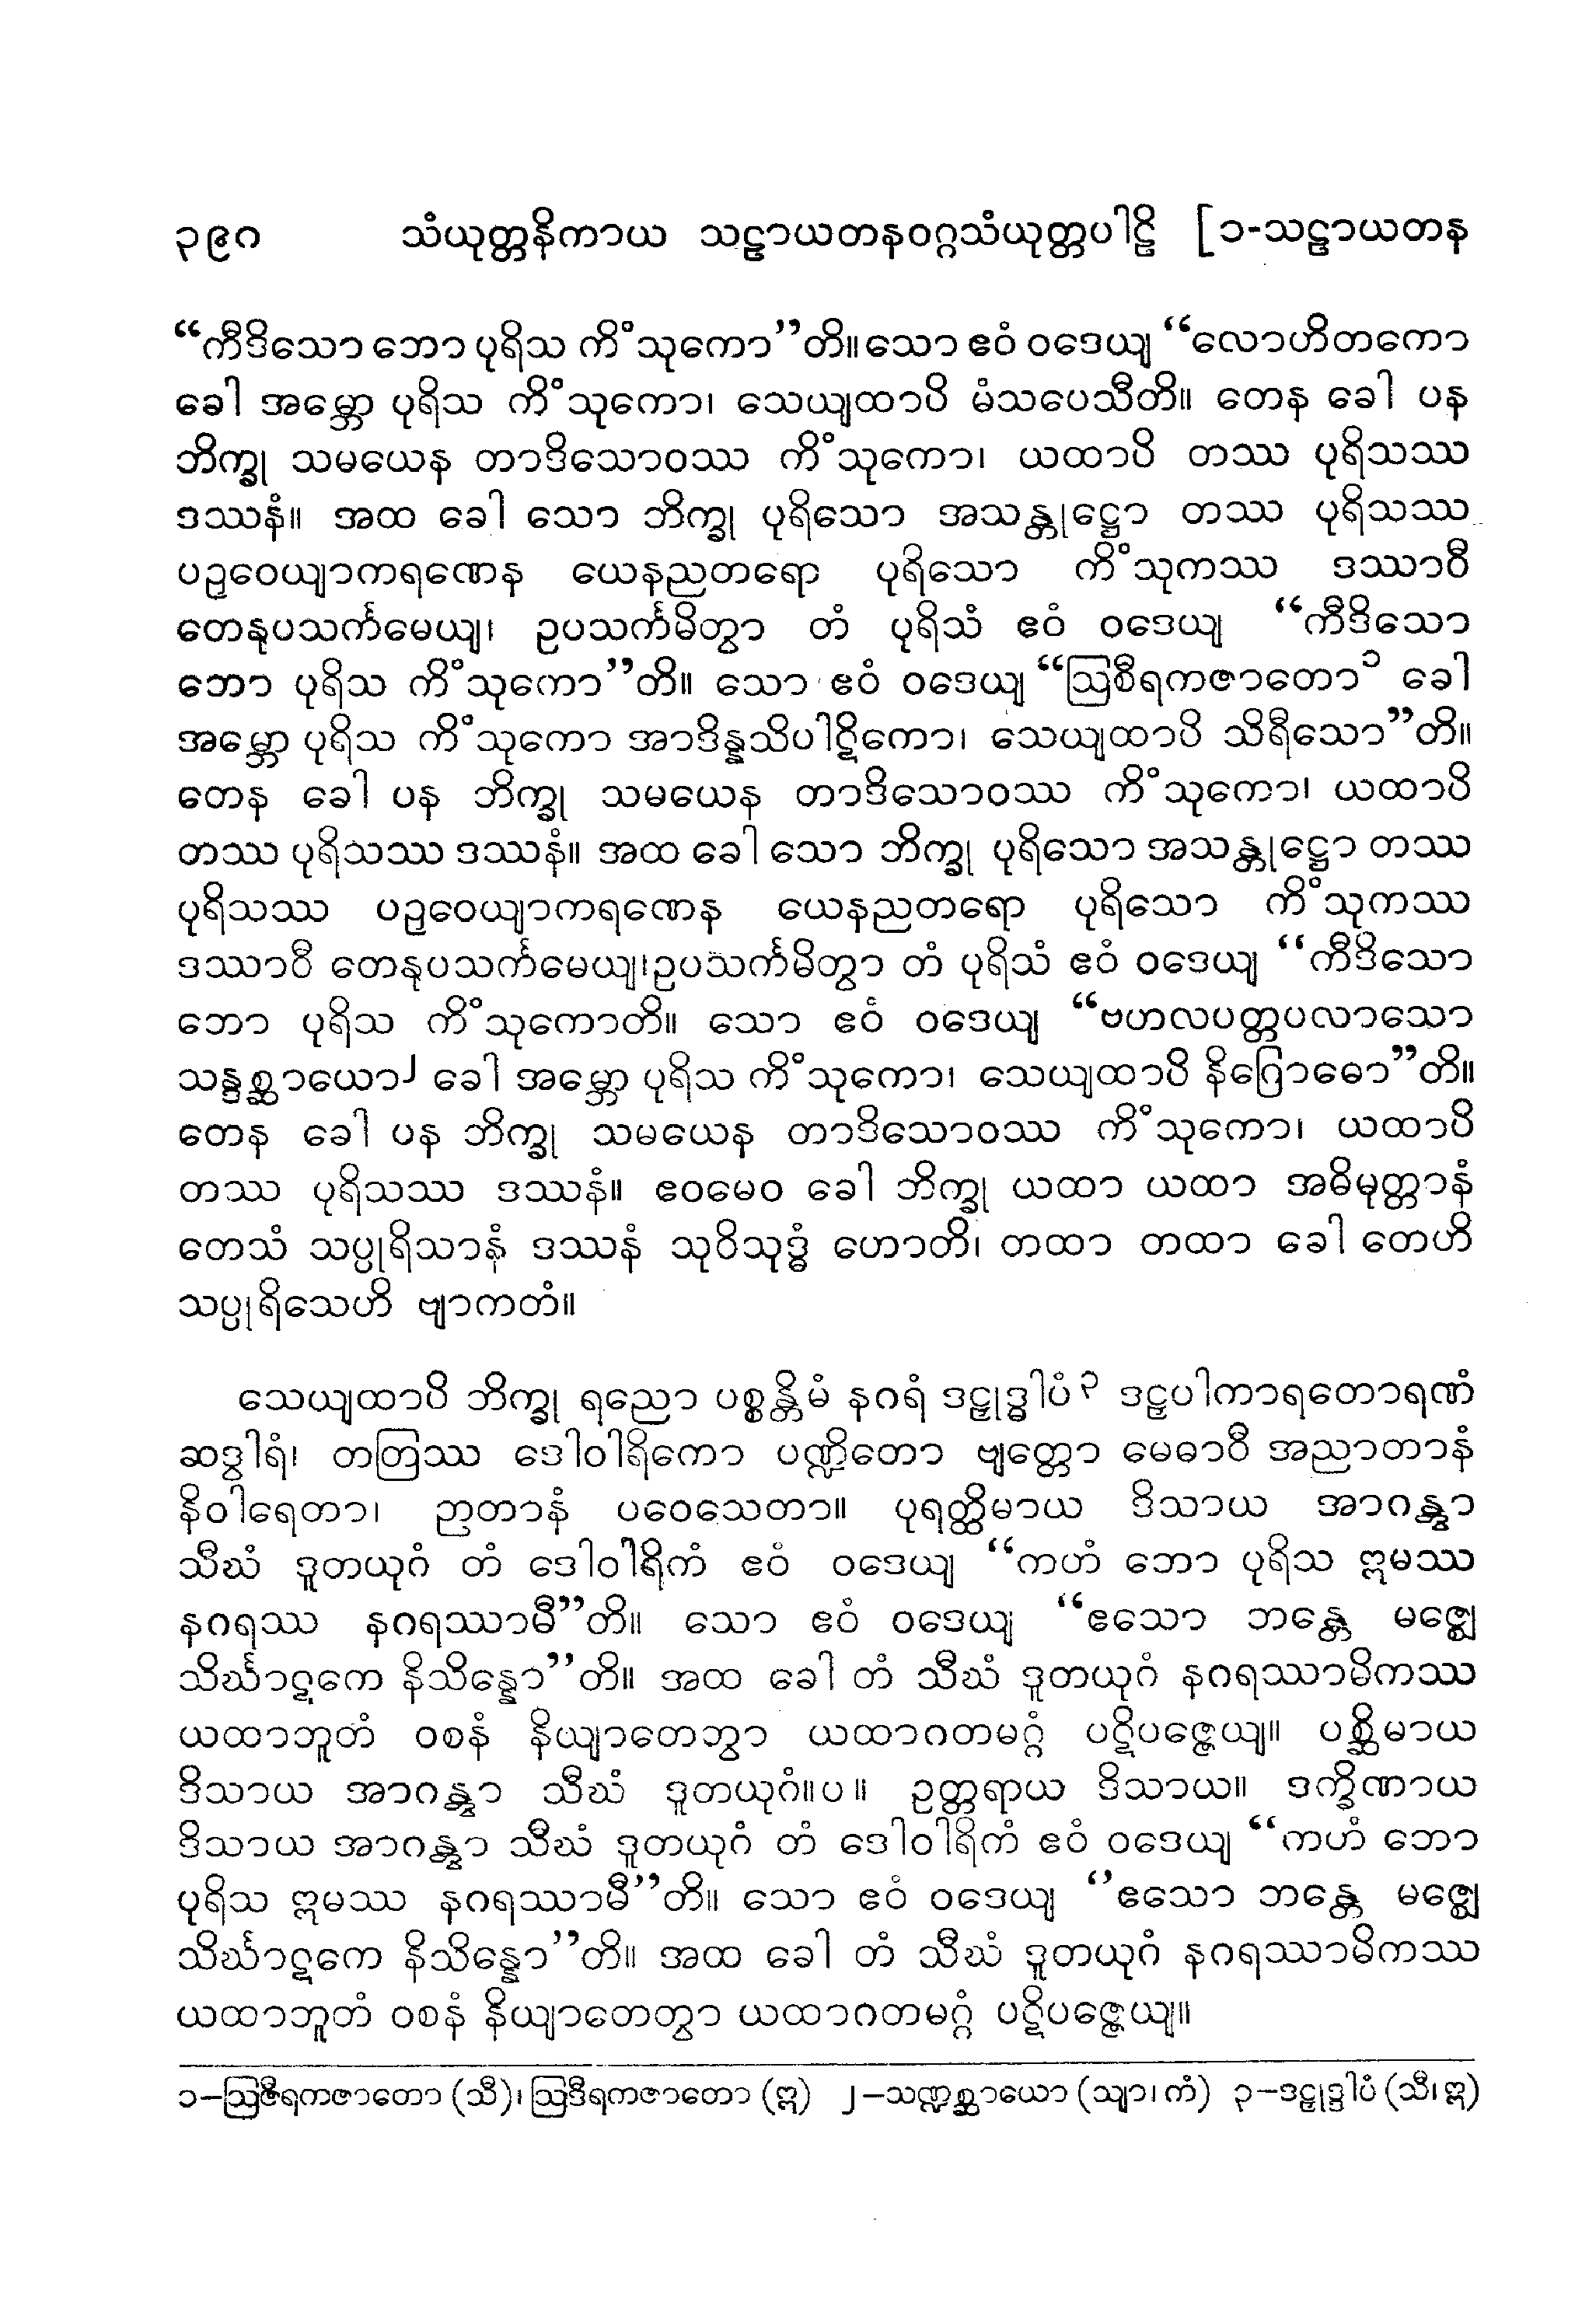 ၃၉၈ သံယုတ္တနိကာယ သဠာယတနဝဂ္ဂသံယုတ္တပါဠိ [၁-သဠာယတန
“ကီဒိသော ဘော ပုရိသ ကိံသုကော”တိ။ သော ဧဝံ ဝဒေယျ “လောဟိတကော
ခေါ အမ္ဘော ပုရိသ ကိံသုကော၊ သေယျထာပိ မံသပေသီတိ။ တေန ခေါ ပန
ဘိက္ခု သမယေန တာဒိသောဝဿ ကိံသုကော၊ ယထာပိ တဿ ပုရိသဿ
ဒဿနံ။ အထ ခေါ သော ဘိက္ခု ပုရိသော အသန္တုဋ္ဌော တဿ ပုရိသဿ
ပဉှဝေယျာကရဏေန ယေနညတရော ပုရိသော ကိံသုကဿ ဒဿာဝီ
တေနုပသင်္ကမေယျ၊ ဥပသင်္ကမိတွာ တံ ပုရိသံ ဧဝံ ဝဒေယျ “ကီဒိသော
ဘော ပုရိသ ကိံသုကော”တိ။ သော ဧဝံ ဝဒေယျ “ဩစီရကဇာတော၁ ခေါ
အမ္ဘော ပုရိသ ကိံသုကော အာဒိန္နသိပါဋိကော၊ သေယျထာပိ သိရီသော”တိ။
တေန ခေါ ပန ဘိက္ခု သမယေန တာဒိသောဝဿ ကိံသုကော၊ ယထာပိ
တဿ ပုရိသဿ ဒဿနံ။ အထ ခေါ သော ဘိက္ခု ပုရိသော အသန္တုဋ္ဌော တဿ
ပုရိသဿ ပဉှဝေယျာကရဏေန ယေနညတရော ပုရိသော ကိံသုကဿ
ဒဿာဝီ တေနုပသင်္ကမေယျ၊ ဥပသင်္ကမိတွာ တံ ပုရိသံ ဧဝံ ဝဒေယျ “ကီဒိသော
ဘော ပုရိသ ကိံသုကောတိ။ သော ဧဝံ ဝဒေယျ “ဗဟလပတ္တပလာသော
သန္ဒစ္ဆာယော၂ ခေါ အမ္ဘော ပုရိသ ကိံသုကော၊ သေယျထာပိ နိဂြောဓော”တိ။
တေန ခေါ ပန ဘိက္ခု သမယေန တာဒိသောဝဿ ကိံသုကော၊ ယထာပိ
တဿ ပုရိသဿ ဒဿနံ။ ဧဝမေဝ ခေါ ဘိက္ခု ယထာ ယထာ အဓိမုတ္တာနံ
တေသံ သပ္ပုရိသာနံ ဒဿနံ သုဝိသုဒ္ဓံ ဟောတိ၊ တထာ တထာ ခေါ တေဟိ
သပ္ပုရိသေဟိ ဗျာကတံ။
သေယျထာပိ ဘိက္ခု ရညော ပစ္စန္တိမံ နဂရံ ဒဠှုဒ္ဓါပံ၃ ဒဠှပါကာရတောရဏံ
ဆဒွါရံ၊ တတြဿ ဒေါဝါရိကော ပဏ္ဍိတော ဗျတ္တော မေဓာဝီ အညာတာနံ
နိဝါရေတာ၊ ဉာတာနံ ပဝေသေတာ။ ပုရတ္ထိမာယ ဒိသာယ အာဂန္တွာ
သီဃံ ဒူတယုဂံ တံ ဒေါဝါရိကံ ဧဝံ ဝဒေယျ “ကဟံ ဘော ပုရိသ ဣမဿ
နဂရဿ နဂရဿာမီ”တိ။ သော ဧဝံ ဝဒေယျ “ဧသော ဘန္တေ မဇ္ဈေ
သိင်္ဃာဋကေ နိသိန္နော”တိ။ အထ ခေါ တံ သီဃံ ဒူတယုဂံ နဂရဿာမိကဿ
ယထာဘူတံ ဝစနံ နိယျာတေတွာ ယထာဂတမဂ္ဂံ ပဋိပဇ္ဇေယျ။ ပစ္ဆိမာယ
ဒိသာယ အာဂန္တွာ သီဃံ ဒူတယုဂံ။ပ။ ဥတ္တရာယ ဒိသာယ။ ဒက္ခိဏာယ
ဒိသာယ အာဂန္တွာ သီဃံ ဒူတယုဂံ တံ ဒေါဝါရိကံ ဧဝံ ဝဒေယျ “ကဟံ ဘော
ပုရိသ ဣမဿ နဂရဿာမီ”တိ။ သော ဧဝံ ဝဒေယျ “ဧသော ဘန္တေ မဇ္ဈေ
သိင်္ဃာဋကေ နိသိန္နော”တိ။ အထ ခေါ တံ သီဃံ ဒူတယုဂံ နဂရဿာမိကဿ
ယထာဘူတံ ဝစနံ နိယျာတေတွာ ယထာဂတမဂ္ဂံ ပဋိပဇ္ဇေယျ။
၁–ဩဇီရကဇာတော (သီ)၊ ဩဒီရကဇာတော (ဣ) ၂–သဏ္ဍစ္ဆာယော (သျာ၊ ကံ) ၃–ဒဠှုဒ္ဒါပံ (သီ၊ ဣ)